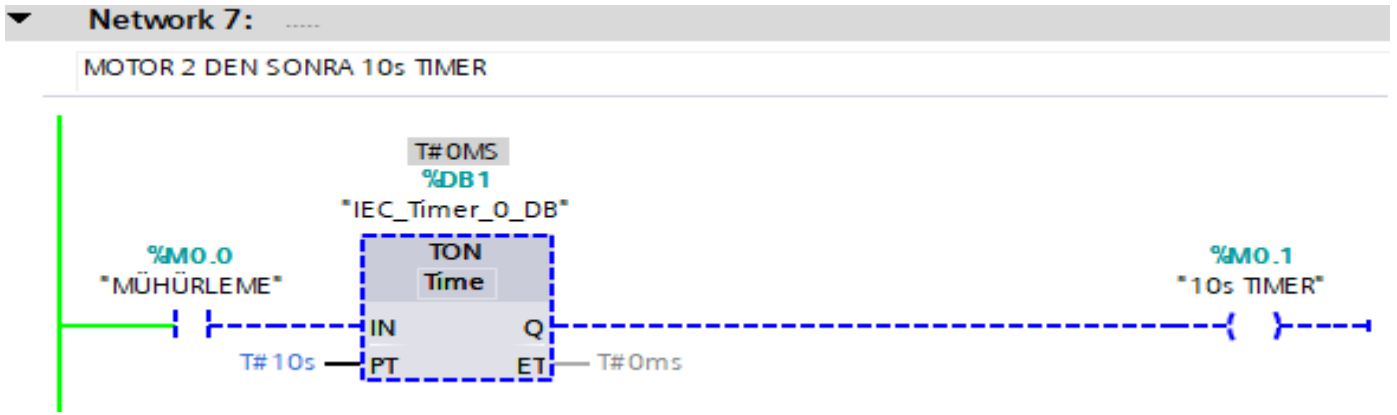 Network 7: .....
MOTOR 2 DEN SONRA 10s TIMER
T#0MS
%DB1
"IEC_Timer_0_DB"
%M0.0
"MÜHÜRLEME"
TON
Time
%M0.1
"10s TIMER"
IN Q
T#10s PT ET T#0ms